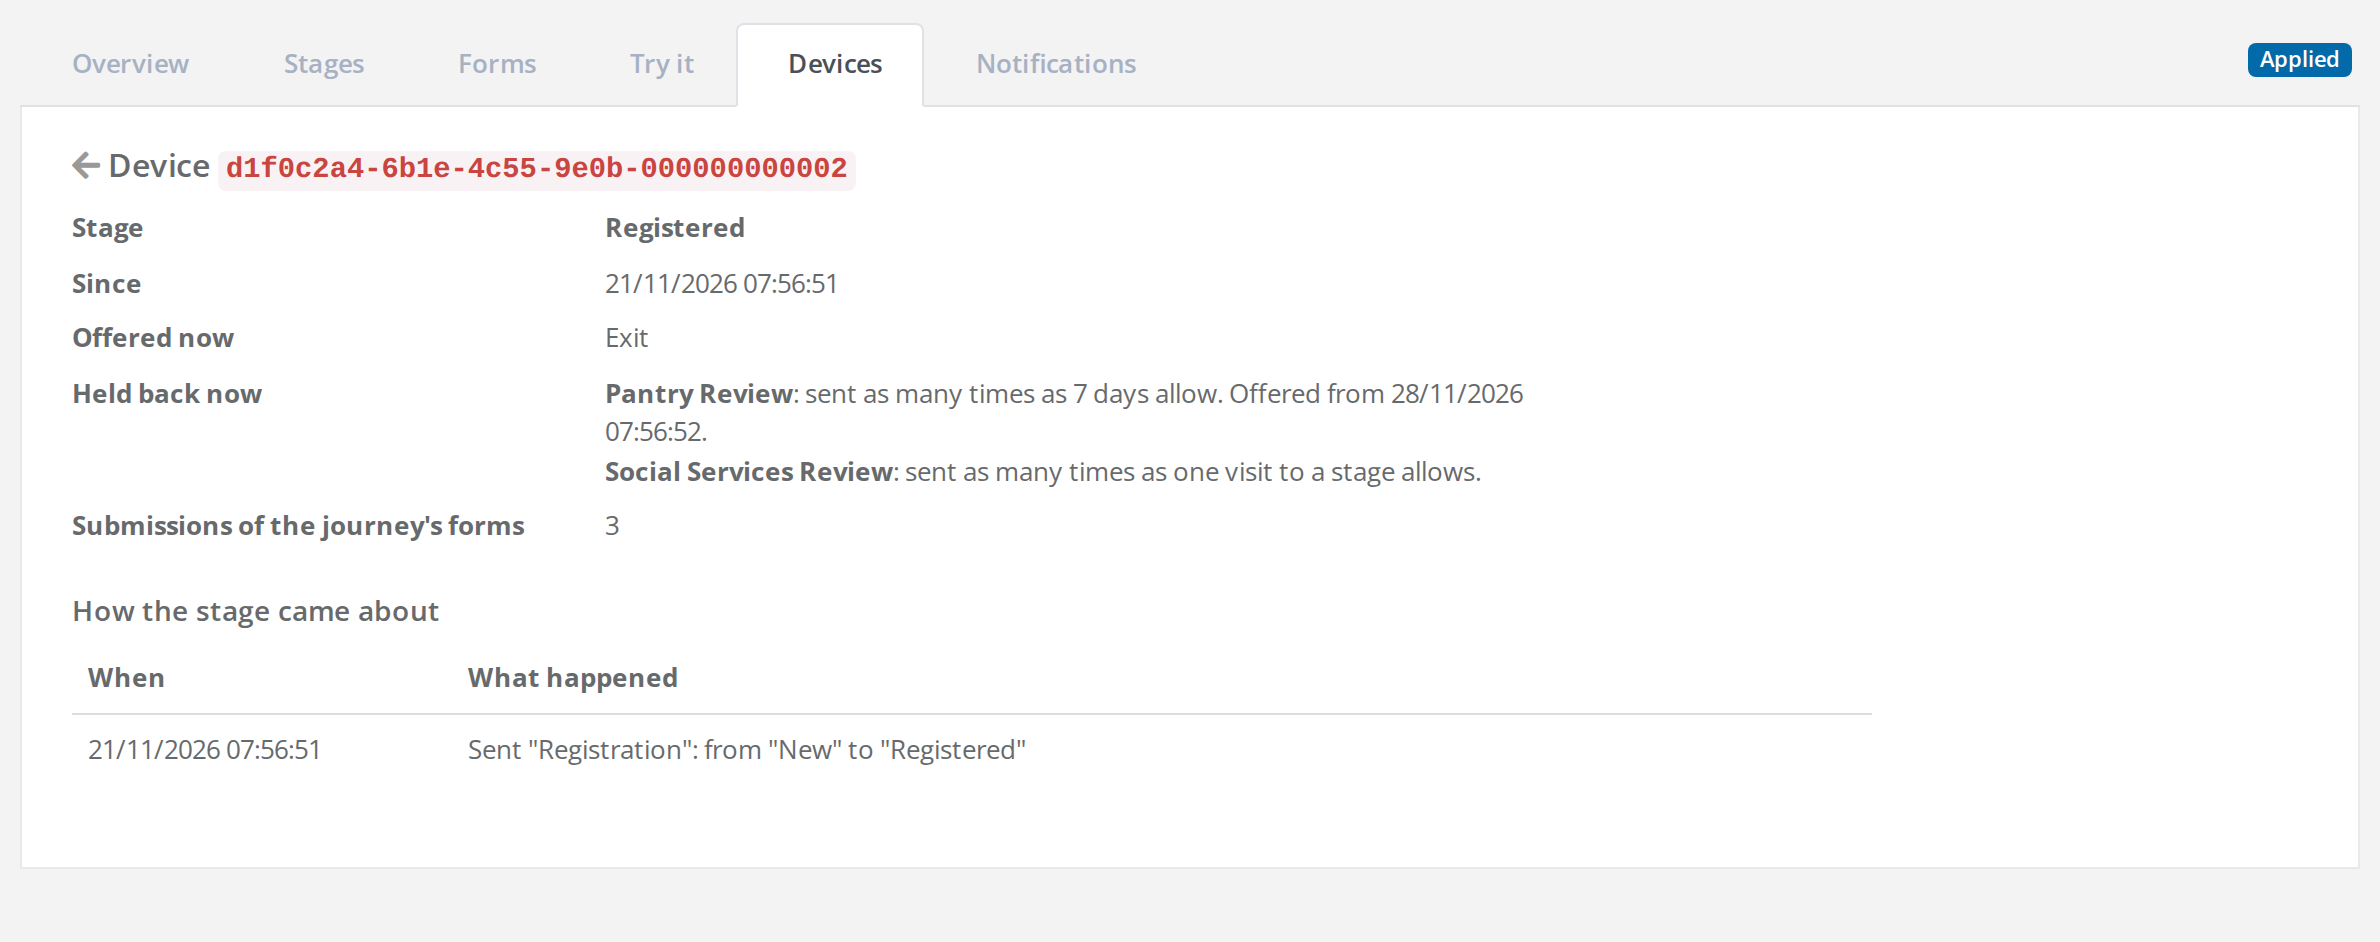 Overview Stages Forms Try it Devices Notifications Applied
Device d1f0c2a4-6b1e-4c55-9e0b-000000000002
Stage Registered
Since 21/11/2026 07:56:51
Offered now Exit
Held back now Pantry Review: sent as many times as 7 days allow. Offered from 28/11/2026
07:56:52.
Social Services Review: sent as many times as one visit to a stage allows.
Submissions of the journey's forms 3
How the stage came about
When What happened
21/11/2026 07:56:51 Sent "Registration": from "New" to "Registered"